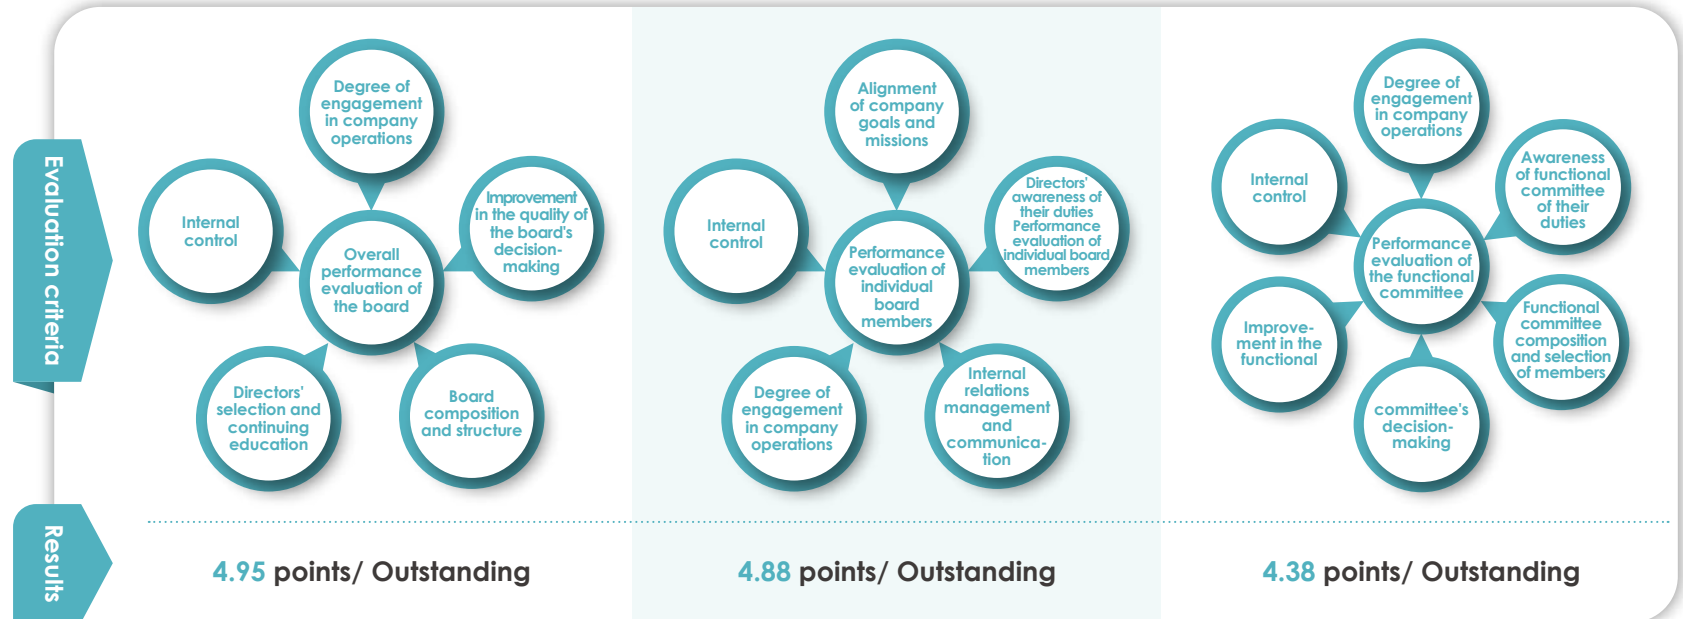 Evaluation criteria
Degree of
engagement
in company
operations
Internal
control
Improvement
in the quality of
the board's
decision-
making
Overall
performance
evaluation of
the board
Directors'
selection and
continuing
education
Board
composition
and structure
Alignment
of company
goals and
missions
Internal
control
Directors'
awareness of
their duties
Performance
evaluation of
individual board
members
Performance
evaluation of
individual
board
members
Degree of
engagement
in company
operations
Internal
relations
management
and
communica-
tion
Degree of
engagement
in company
operations
Internal
control
Awareness
of functional
committee
of their
duties
Performance
evaluation of
the functional
committee
Improve-
ment in the
functional
Functional
committee
composition
and selection
of members
committee's
decision-
making
Results
4.95 points/ Outstanding
4.88 points/ Outstanding
4.38 points/ Outstanding